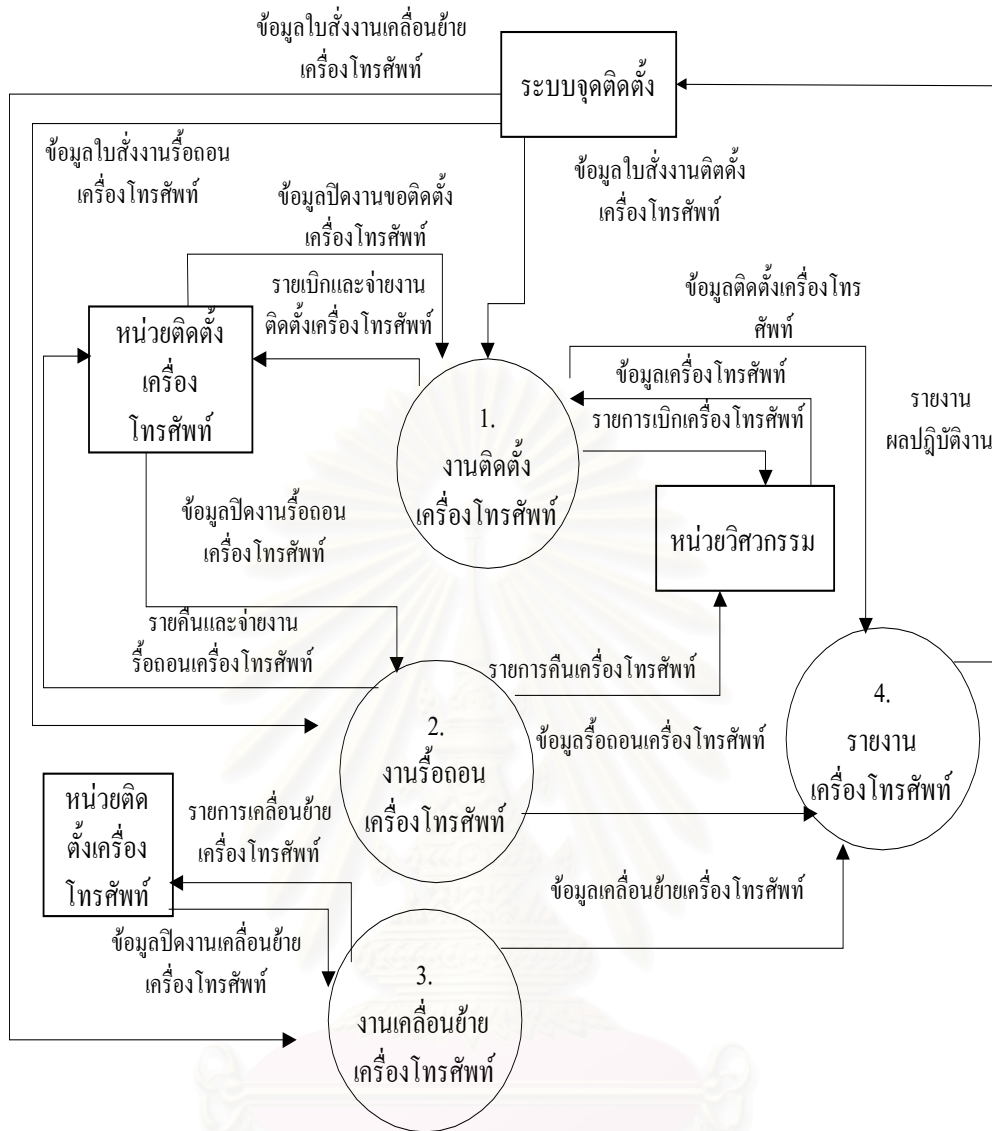 ข้อมูลใบสั่งงานเคลื่อนย้าย
เครื่องโทรศัพท์
ระบบจุดติดตั้ง
ข้อมูลใบสั่งงานรื้อถอน
เครื่องโทรศัพท์
ข้อมูลใบสั่งงานติตดั้ง
เครื่องโทรศัพท์
ข้อมูลปิดงานขอติดตั้ง
เครื่องโทรศัพท์
รายเบิกและจ่ายงาน
ติดตั้งเครื่องโทรศัพท์
ข้อมูลติดตั้งเครื่องโทร
ศัพท์
หน่วยติดตั้ง
เครื่อง
โทรศัพท์
ข้อมูลเครื่องโทรศัพท์
รายการเบิกเครื่องโทรศัพท์
รายงาน
ผลปฎิบัติงาน
1.
งานติดตั้ง
เครื่องโทรศัพท์
หน่วยวิศวกรรม
ข้อมูลปิดงานรื้อถอน
เครื่องโทรศัพท์
รายคืนและจ่ายงาน
รื้อถอนเครื่องโทรศัพท์
รายการคืนเครื่องโทรศัพท์
2.
งานรื้อถอน
เครื่องโทรศัพท์
ข้อมูลรื้อถอนเครื่องโทรศัพท์
4.
รายงาน
เครื่องโทรศัพท์
หน่วยติด
ตั้งเครื่อง
โทรศัพท์
รายการเคลื่อนย้าย
เครื่องโทรศัพท์
ข้อมูลเคลื่อนย้ายเครื่องโทรศัพท์
ข้อมูลปิดงานเคลื่อนย้าย
เครื่องโทรศัพท์
3.
งานเคลื่อนย้าย
เครื่องโทรศัพท์